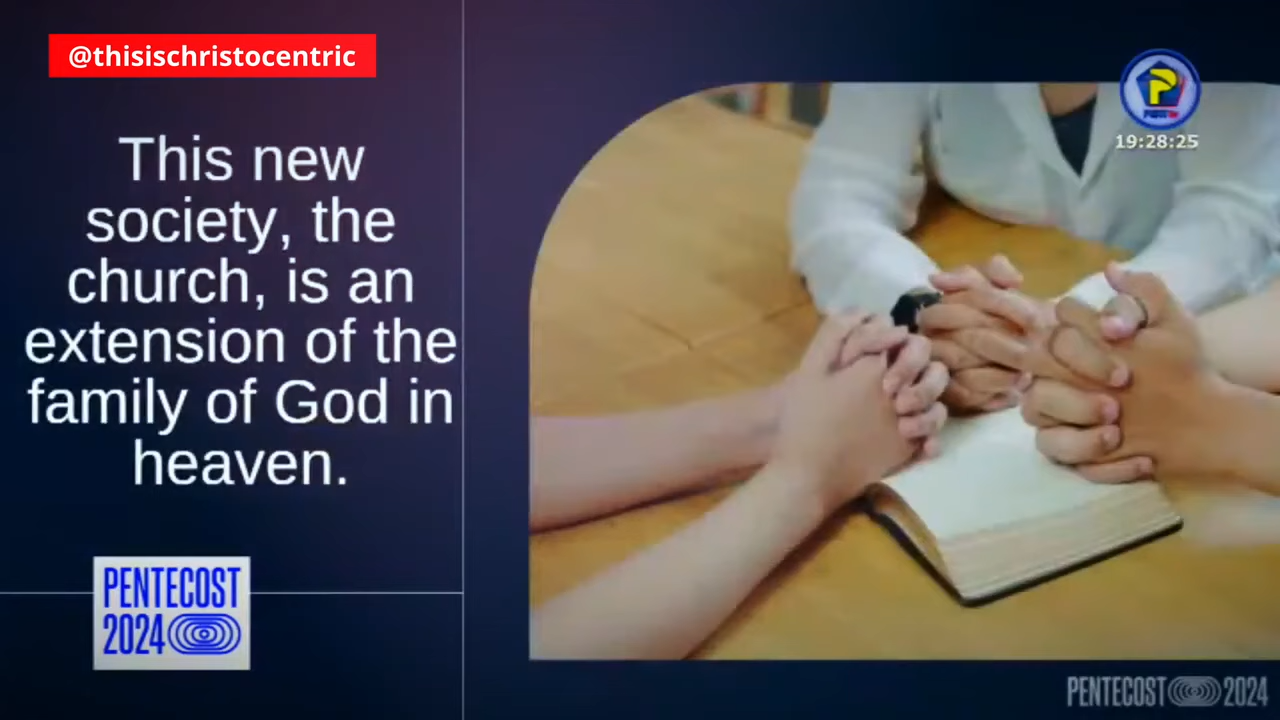 @thisischristocentric
19:28:25
This new
society, the
church, is an
extension of the
family of God in
heaven.
PENTECOST
2024
PENTECOST 2024